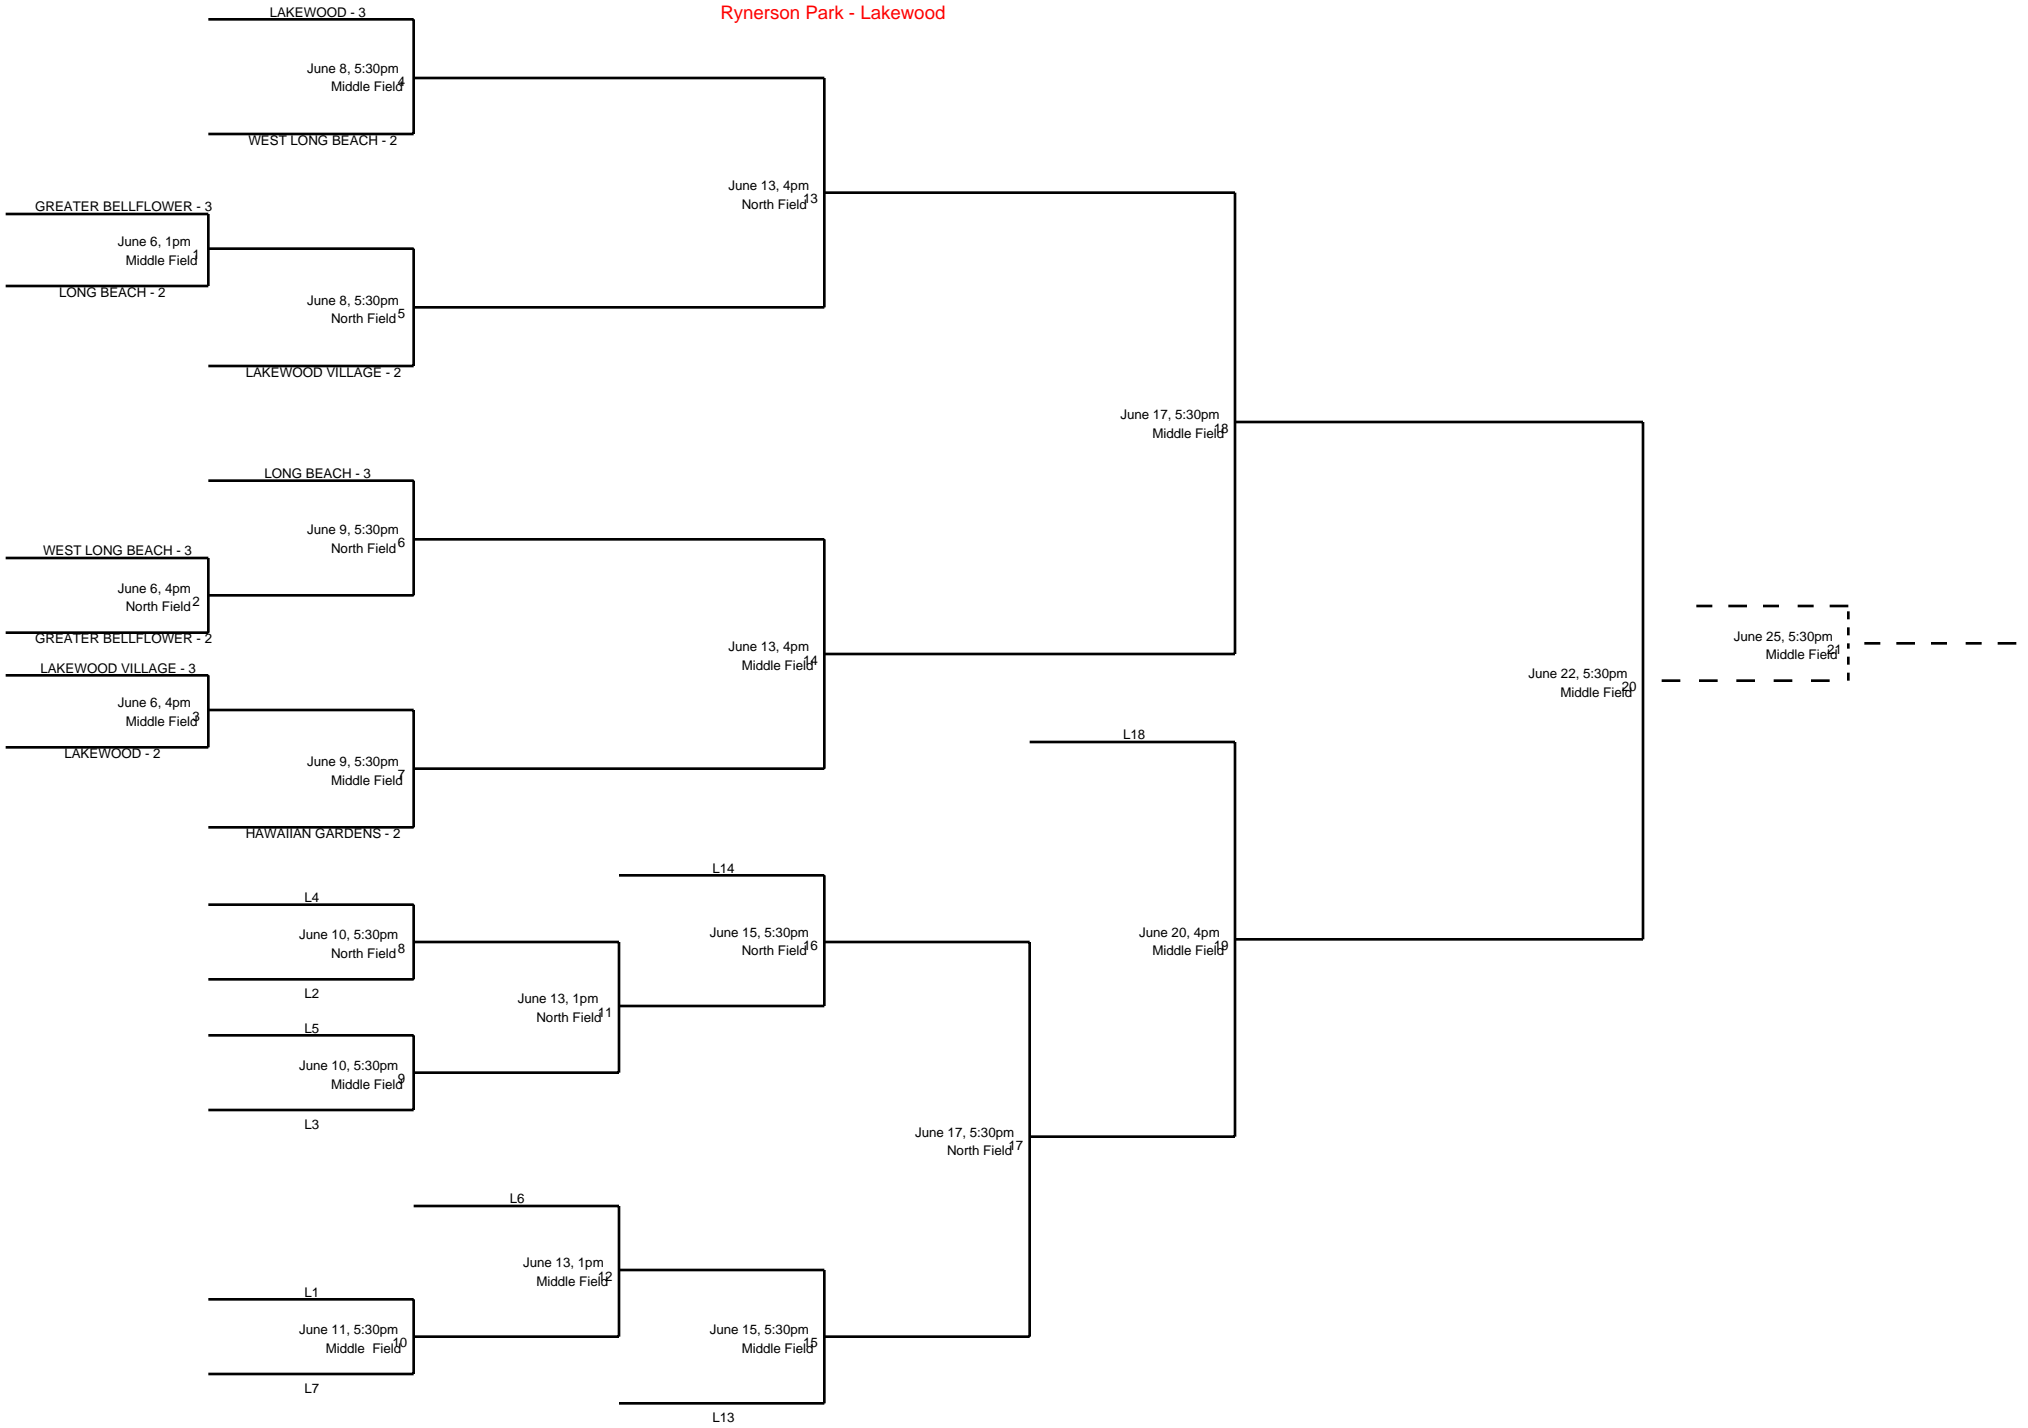 Rynerson Park - Lakewood
LAKEWOOD - 3
June 8, 5:30pm
Middle Field 4
WEST LONG BEACH - 2
June 13, 4pm
North Field 13
GREATER BELLFLOWER - 3
June 6, 1pm
Middle Field 1
LONG BEACH - 2
June 8, 5:30pm
North Field 5
LAKEWOOD VILLAGE - 2
June 17, 5:30pm
Middle Field 18
LONG BEACH - 3
June 9, 5:30pm
North Field 6
WEST LONG BEACH - 3
June 6, 4pm
North Field 2
GREATER BELLFLOWER - 2
June 13, 4pm
Middle Field 14
June 25, 5:30pm
Middle Field 21
June 22, 5:30pm
Middle Field 20
LAKEWOOD VILLAGE - 3
June 6, 4pm
Middle Field 3
LAKEWOOD - 2
L18
June 9, 5:30pm
Middle Field 7
HAWAIIAN GARDENS - 2
L14
L4
June 10, 5:30pm
North Field 8
L2
June 15, 5:30pm
North Field 16
June 20, 4pm
Middle Field 19
June 13, 1pm
North Field 11
L5
June 10, 5:30pm
Middle Field 9
L3
June 17, 5:30pm
North Field 17
L6
June 13, 1pm
Middle Field 12
L1
June 11, 5:30pm
Middle  Field 10
L7
June 15, 5:30pm
Middle Field 15
L13